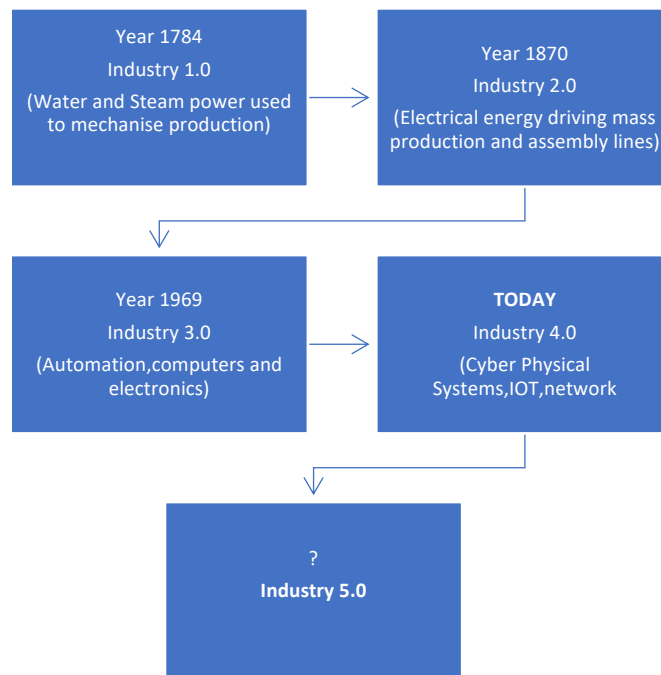 Year 1784
Industry 1.0
(Water and Steam power used
to mechanise production)
Year 1870
Industry 2.0
(Electrical energy driving mass
production and assembly lines)
Year 1969
Industry 3.0
(Automation,computers and
electronics)
TODAY
Industry 4.0
(Cyber Physical
Systems,IOT,network
?
Industry 5.0